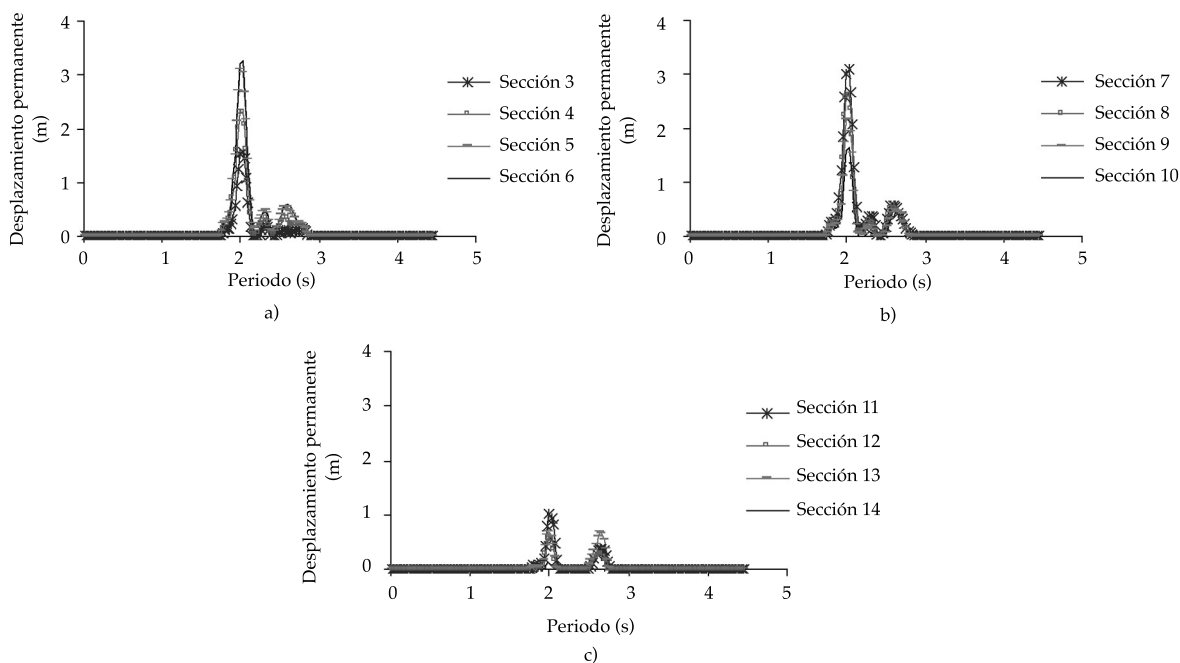 Desplazamiento permanente
(m)
4
3
2
1
0
0 1 2 3 4 5
Periodo (s)
Sección 3
Sección 4
Sección 5
Sección 6
a)
Desplazamiento permanente
(m)
4
3
2
1
0
0 1 2 3 4 5
Periodo (s)
Sección 7
Sección 8
Sección 9
Sección 10
b)
Desplazamiento permanente
(m)
4
3
2
1
0
0 1 2 3 4 5
Periodo (s)
Sección 11
Sección 12
Sección 13
Sección 14
c)